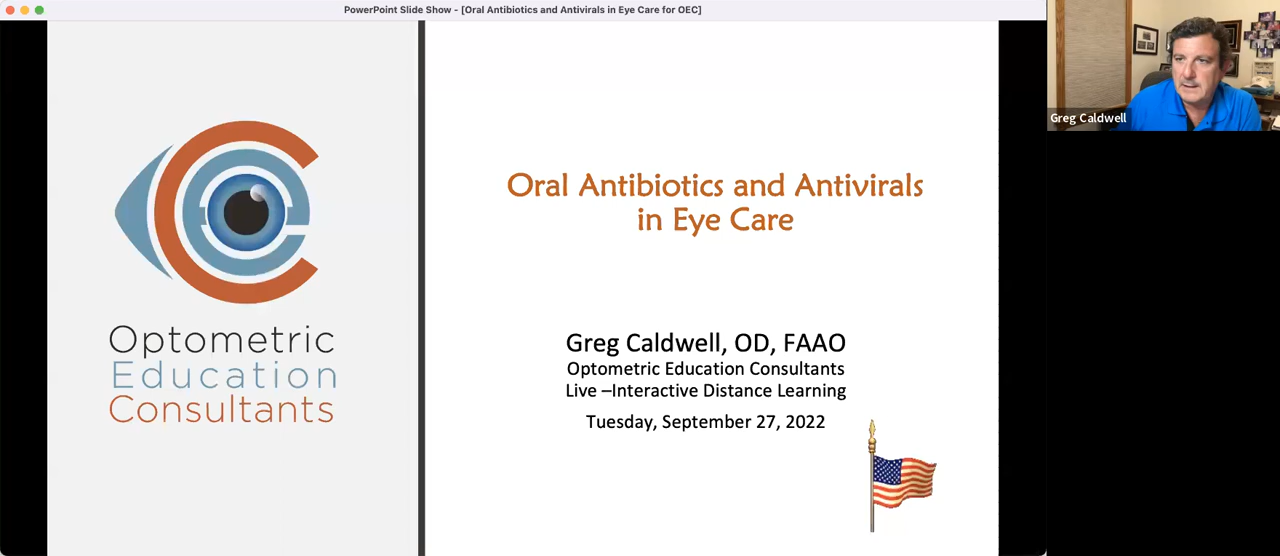 PowerPoint Slide Show - [Oral Antibiotics and Antivirals in Eye Care for OEC]
Greg Caldwell
Optometric
Education
Consultants
Oral Antibiotics and Antivirals
in Eye Care
Greg Caldwell, OD, FAAO
Optometric Education Consultants
Live –Interactive Distance Learning
Tuesday, September 27, 2022